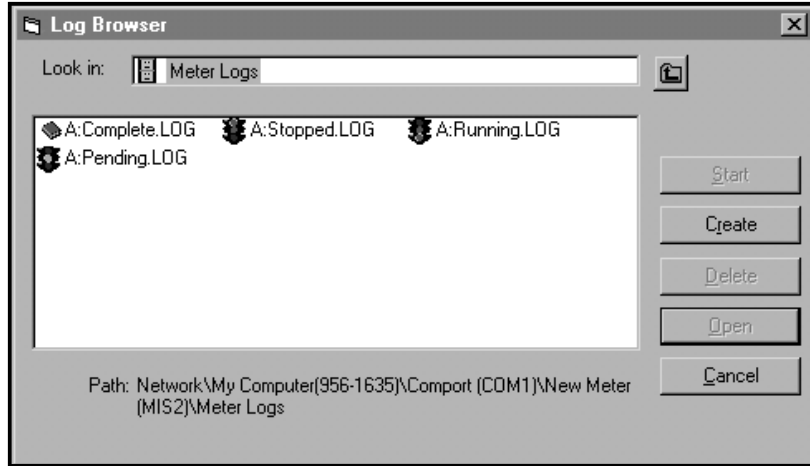 Log Browser
Look in: Meter Logs
A:Complete.LOG A:Stopped.LOG A:Running.LOG
A:Pending.LOG
Start
Create
Delete
Open
Cancel
Path: Network\My Computer(956-1635)\Comport (COM1)\New Meter
(MIS2)\Meter Logs